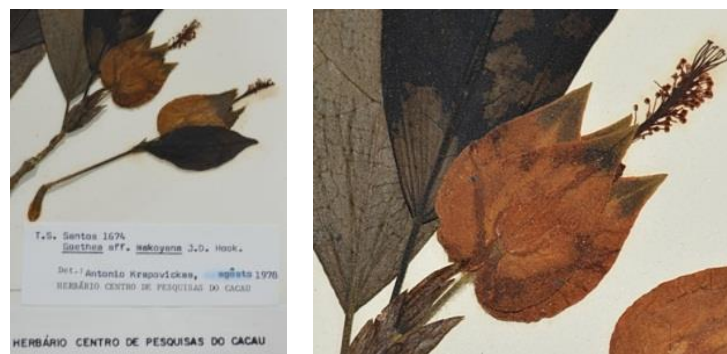 T.S. Santos 1674
Goethea aff. Makoyana J.D. Hook.
Det.: Antonio Krapovickas, agôsto 1978
HERBÁRIO CENTRO DE PESQUISAS DO CACAU
HERBÁRIO CENTRO DE PESQUISAS DO CACAU